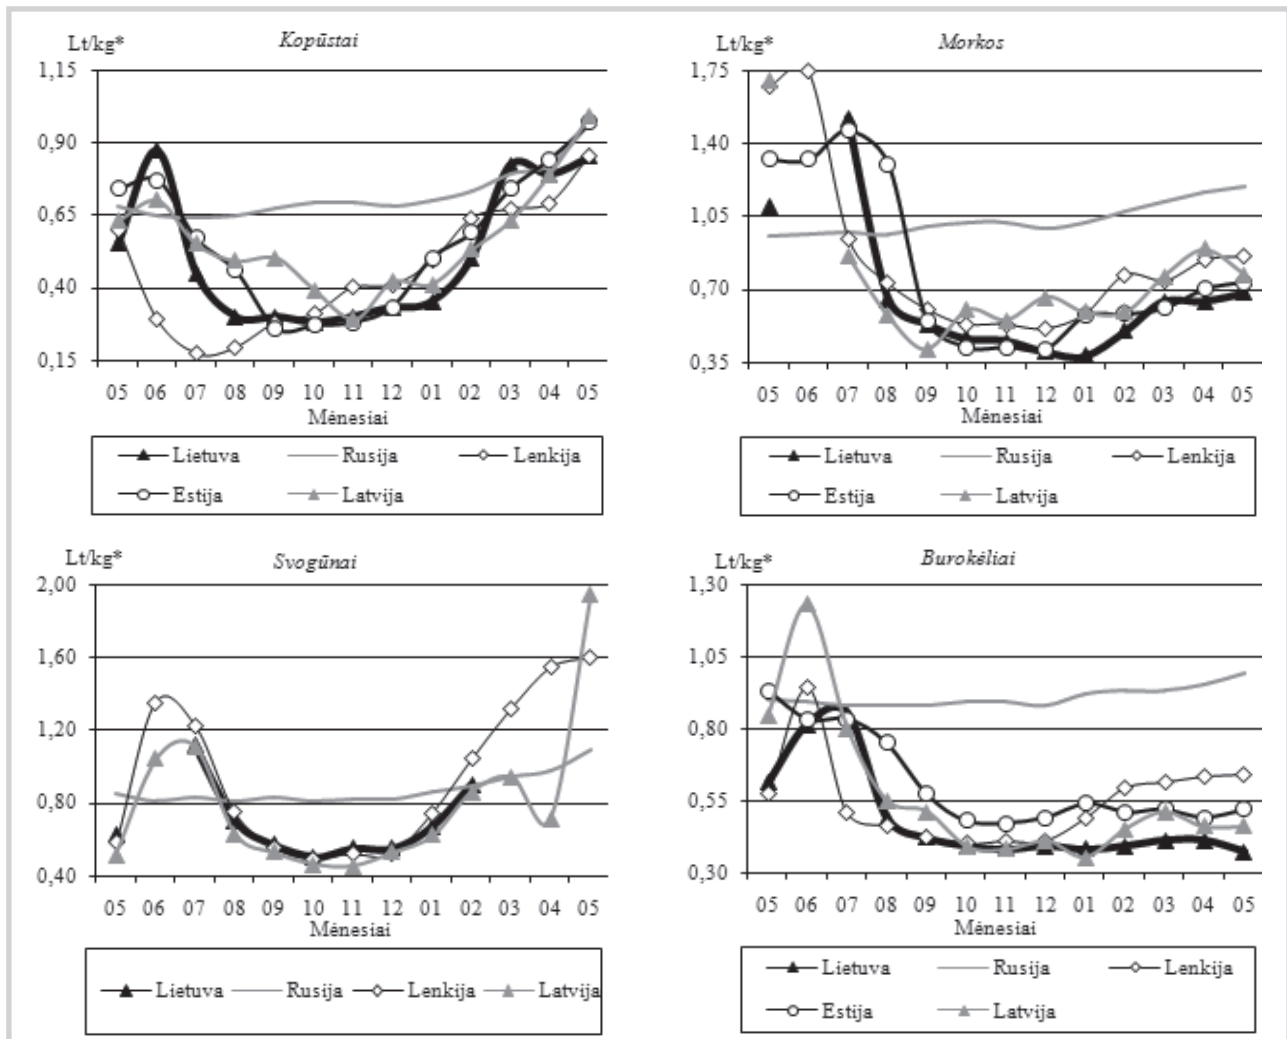 Lt/kg* Kopūstai
1,15
0,90
0,65
0,40
0,15
05 06 07 08 09 10 11 12 01 02 03 04 05
Mėnesiai
Lietuva Rusija Lenkija
Estija Latvija
Lt/kg* Morkos
1,75
1,40
1,05
0,70
0,35
05 06 07 08 09 10 11 12 01 02 03 04 05
Mėnesiai
Lietuva Rusija Lenkija
Estija Latvija
Lt/kg* Svogūnai
2,00
1,60
1,20
0,80
0,40
05 06 07 08 09 10 11 12 01 02 03 04 05
Mėnesiai
Lietuva Rusija Lenkija Latvija
Lt/kg* Burokėliai
1,30
1,05
0,80
0,55
0,30
05 06 07 08 09 10 11 12 01 02 03 04 05
Mėnesiai
Lietuva Rusija Lenkija
Estija Latvija